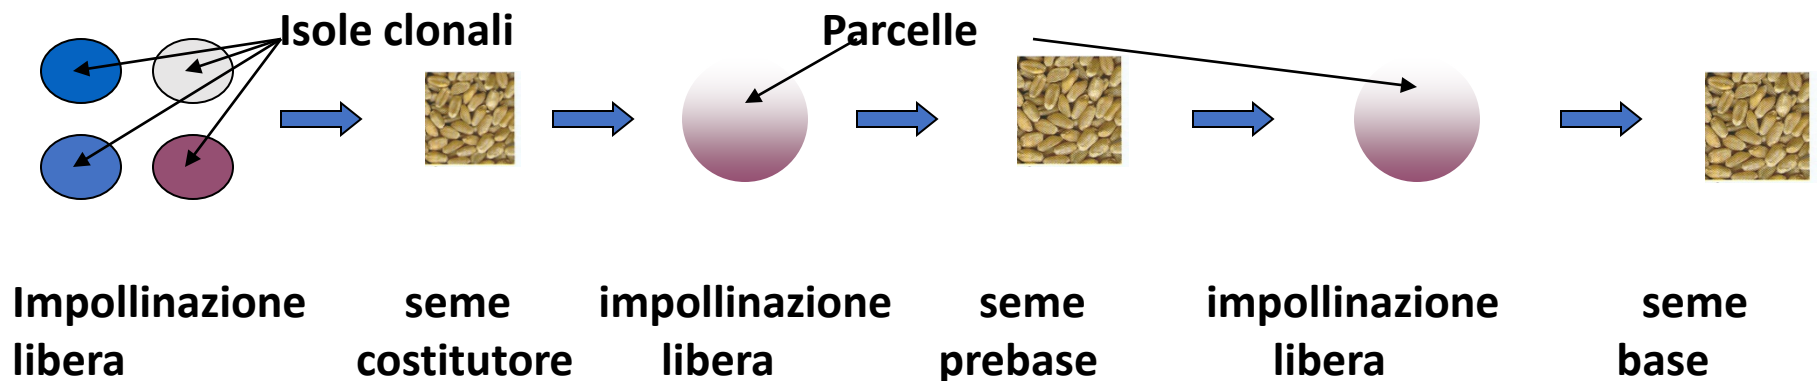 Isole clonali
Parcelle
Impollinazione seme impollinazione seme impollinazione seme
libera costitutore libera prebase libera base